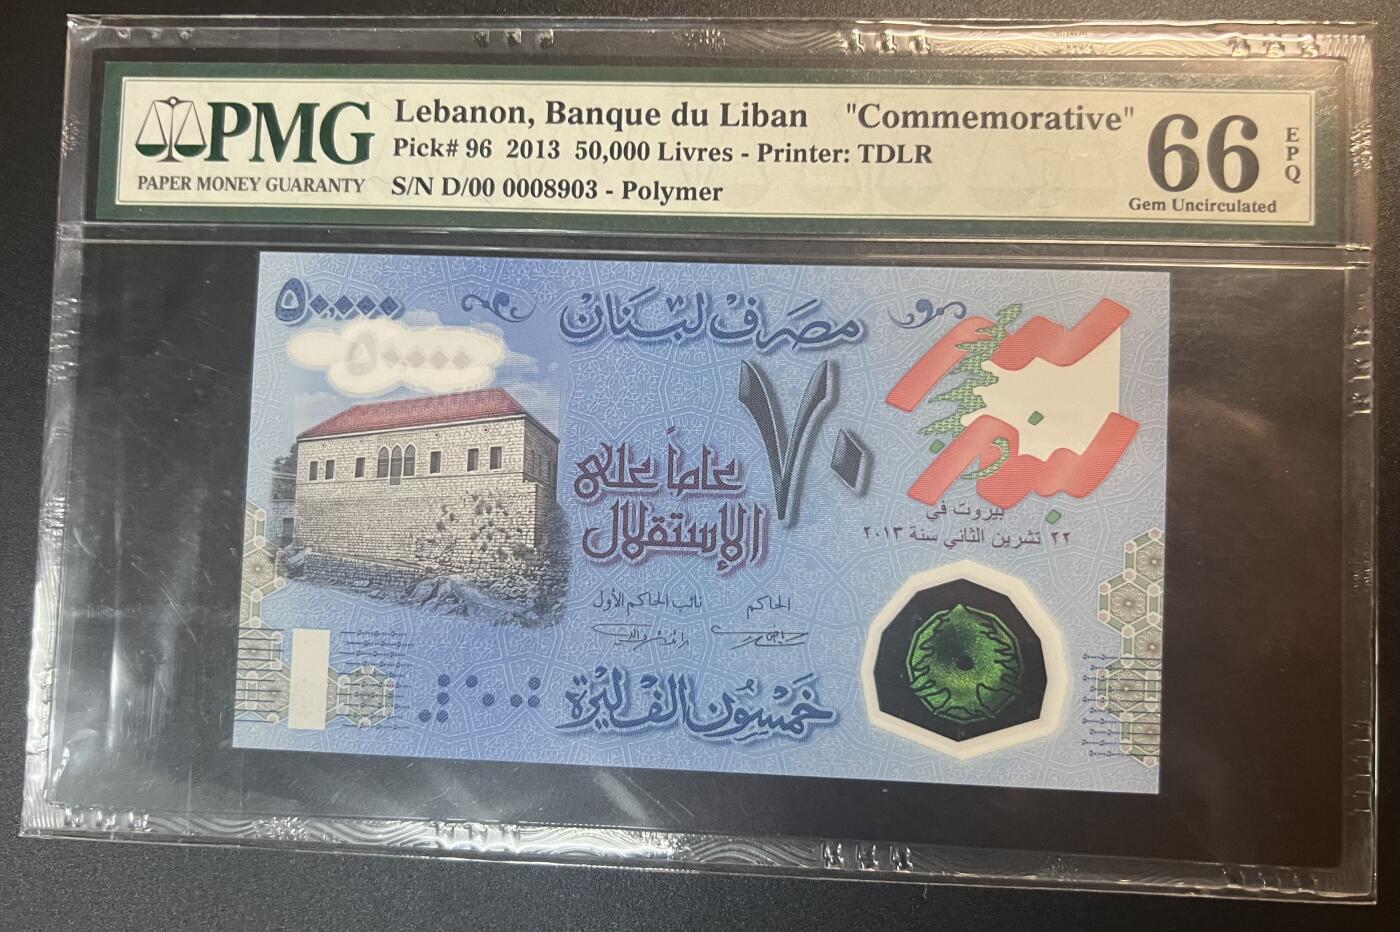 PMG
PAPER MONEY GUARANTY
Lebanon, Banque du Liban "Commemorative"
Pick# 96 2013 50,000 Livres - Printer: TDLR
S/N D/00 0008903 - Polymer
66
EPQ
Gem Uncirculated
٥٠٠٠٠
مصرف لبنان
٥٠٠٠٠
٧٠
عاماً على
الإستقلال
بيروت في
٢٢ تشرين الثاني سنة ٢٠١٣
الحاكم
نائب الحاكم الأول
خمسون الف ليرة